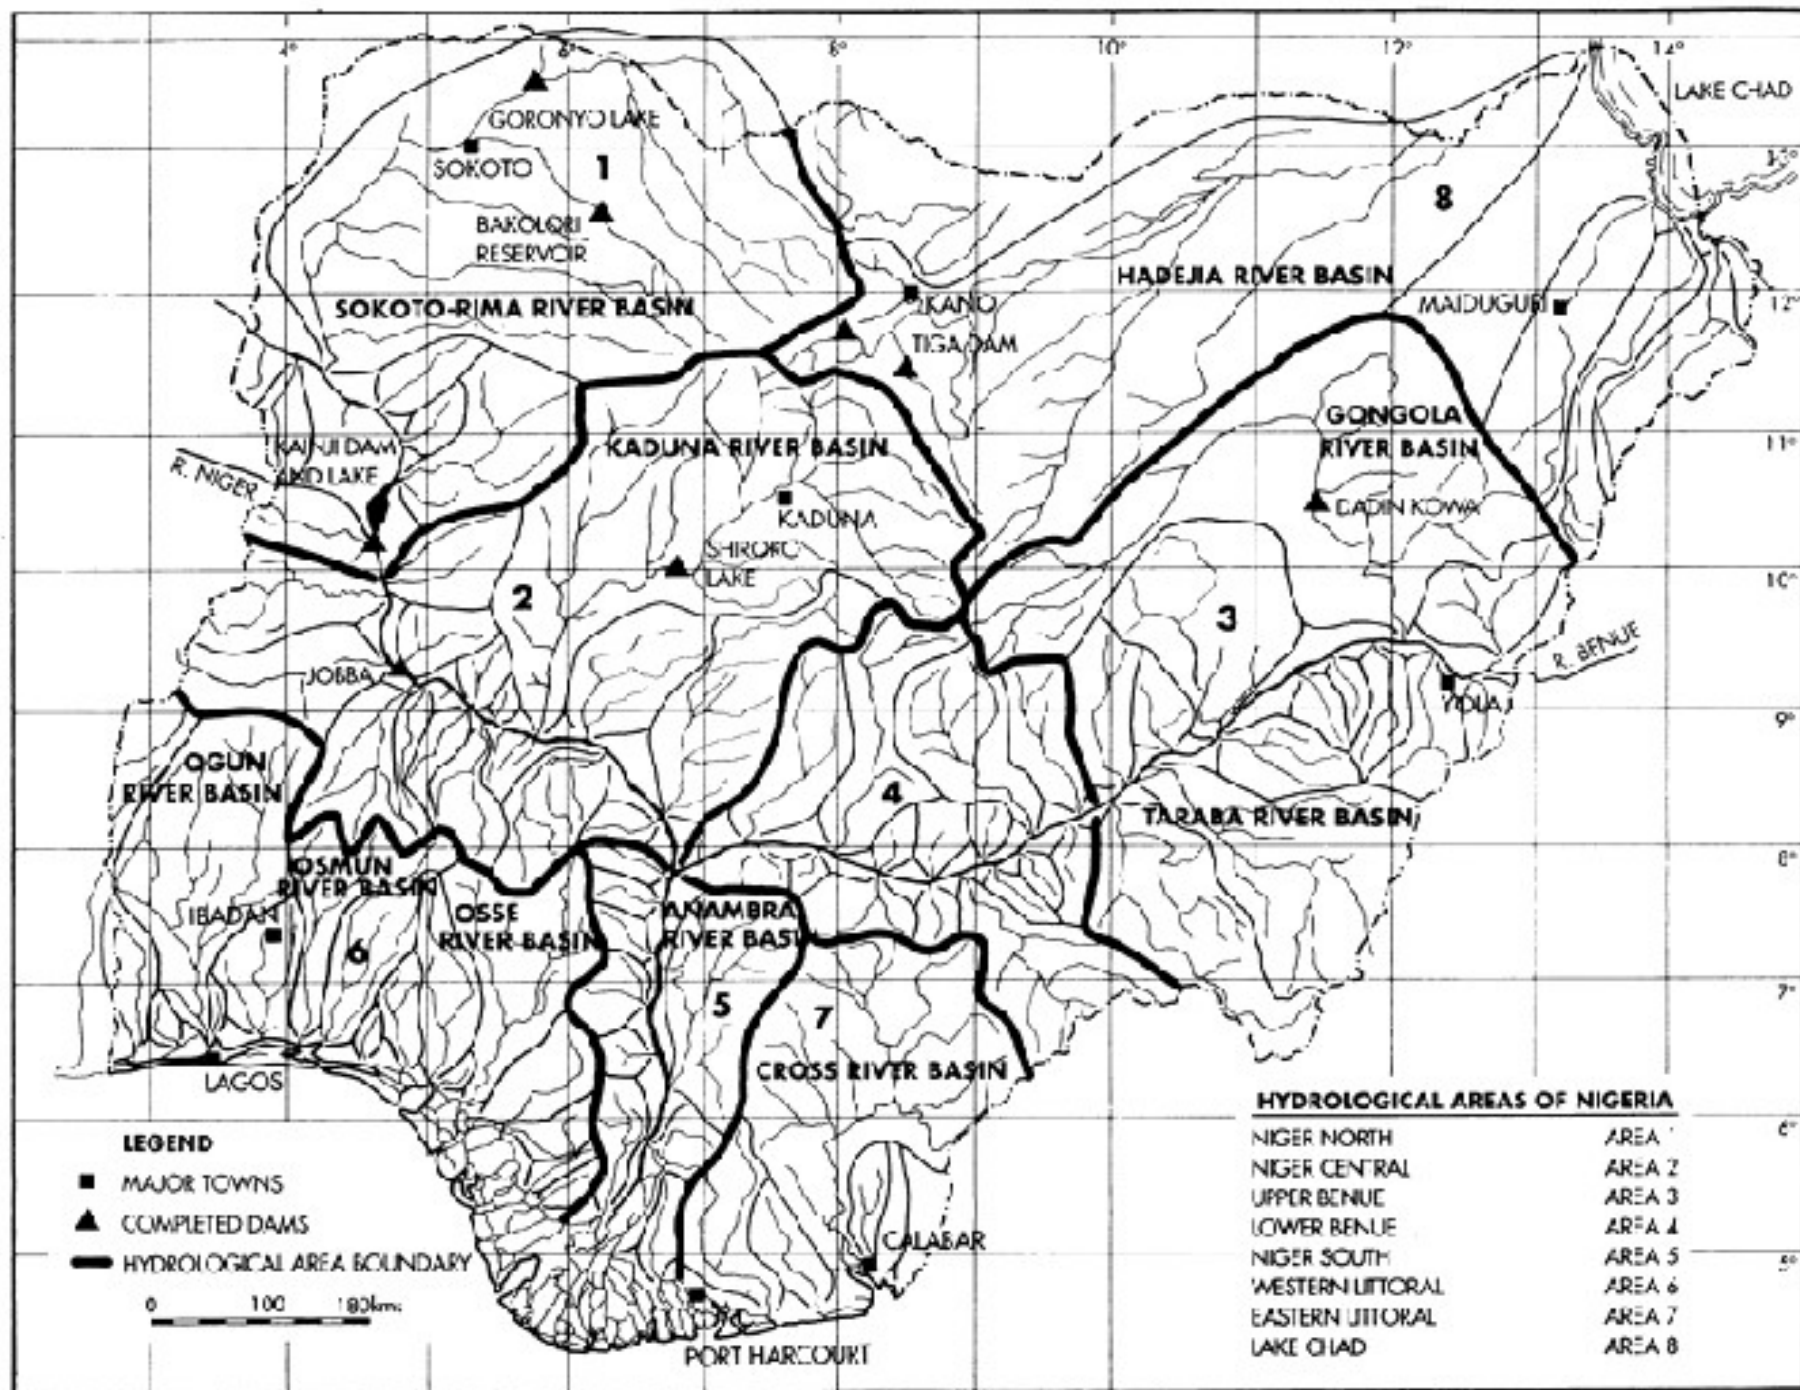 4°
6°
8°
10°
12°
14°
LAKE CHAD
GORONYO LAKE
13°
SOKOTO
1
8
BAKOLORI
RESERVOIR
HADEJIA RIVER BASIN
SOKOTO-RIMA RIVER BASIN
KANO
MAIDUGURI
12°
TIGA DAM
GONGOLA
RIVER BASIN
11°
KAINJI DAM
AND LAKE
KADUNA RIVER BASIN
R. NIGER
KADUNA
DADIN KOWA
SHIRORO
LAKE
10°
2
3
R. BENUE
JOBBA
YOLA
9°
OGUN
RIVER BASIN
4
TARABA RIVER BASIN
8°
OSMUN
RIVER BASIN
IBADAN
OSSE
RIVER BASIN
ANAMBRA
RIVER BASIN
6
5
7
7°
CROSS RIVER BASIN
LAGOS
HYDROLOGICAL AREAS OF NIGERIA
NIGER NORTH AREA 1
NIGER CENTRAL AREA 2
UPPER BENUE AREA 3
LOWER BENUE AREA 4
NIGER SOUTH AREA 5
WESTERN LITTORAL AREA 6
EASTERN LITTORAL AREA 7
LAKE CHAD AREA 8
6°
5°
LEGEND
MAJOR TOWNS
COMPLETED DAMS
HYDROLOGICAL AREA BOUNDARY
0 100 180kms
CALABAR
PORT HARCOURT